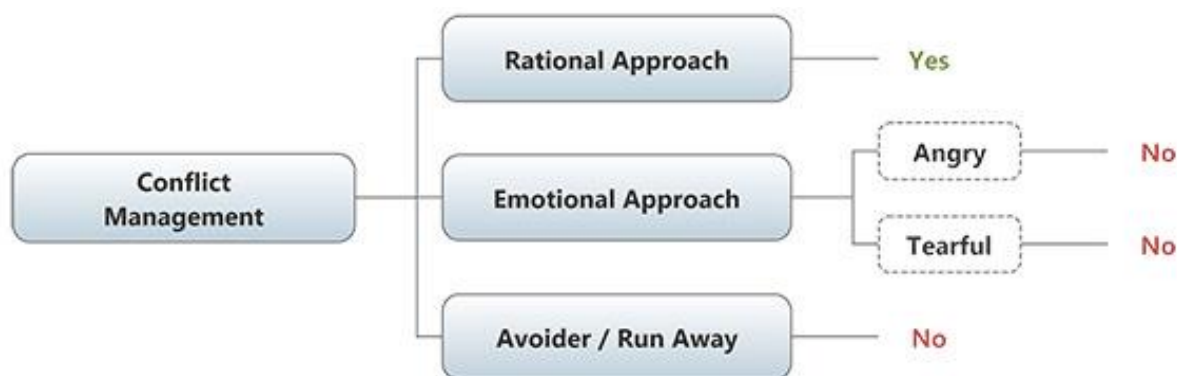 Rational Approach
Yes
Conflict
Management
Emotional Approach
Angry
No
Tearful
No
Avoider / Run Away
No